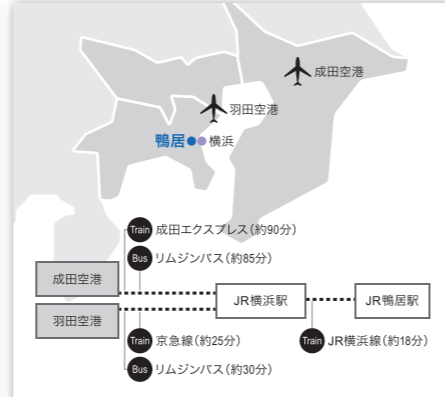 成田空港
羽田空港
鴨居
横浜
Train 成田エクスプレス(約90分)
Bus リムジンバス(約85分)
成田空港
羽田空港
JR横浜駅
JR鴨居駅
Train 京急線(約25分)
Train JR横浜線(約18分)
Bus リムジンバス(約30分)